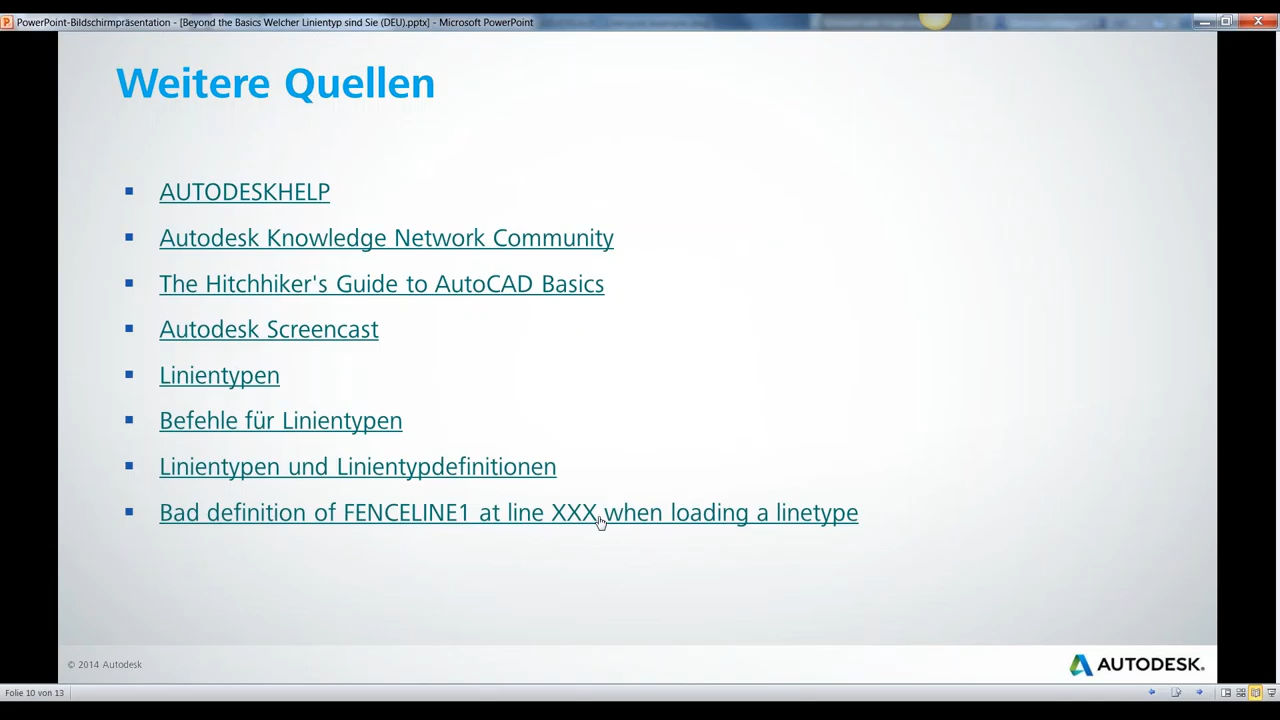 PowerPoint-Bildschirmpräsentation - [Beyond the Basics Welcher Linientyp sind Sie (DEU).pptx] - Microsoft PowerPoint
Weitere Quellen
AUTODESKHELP
Autodesk Knowledge Network Community
The Hitchhiker's Guide to AutoCAD Basics
Autodesk Screencast
Linientypen
Befehle für Linientypen
Linientypen und Linientypdefinitionen
Bad definition of FENCELINE1 at line XXX when loading a linetype
© 2014 Autodesk
AUTODESK.
Folie 10 von 13